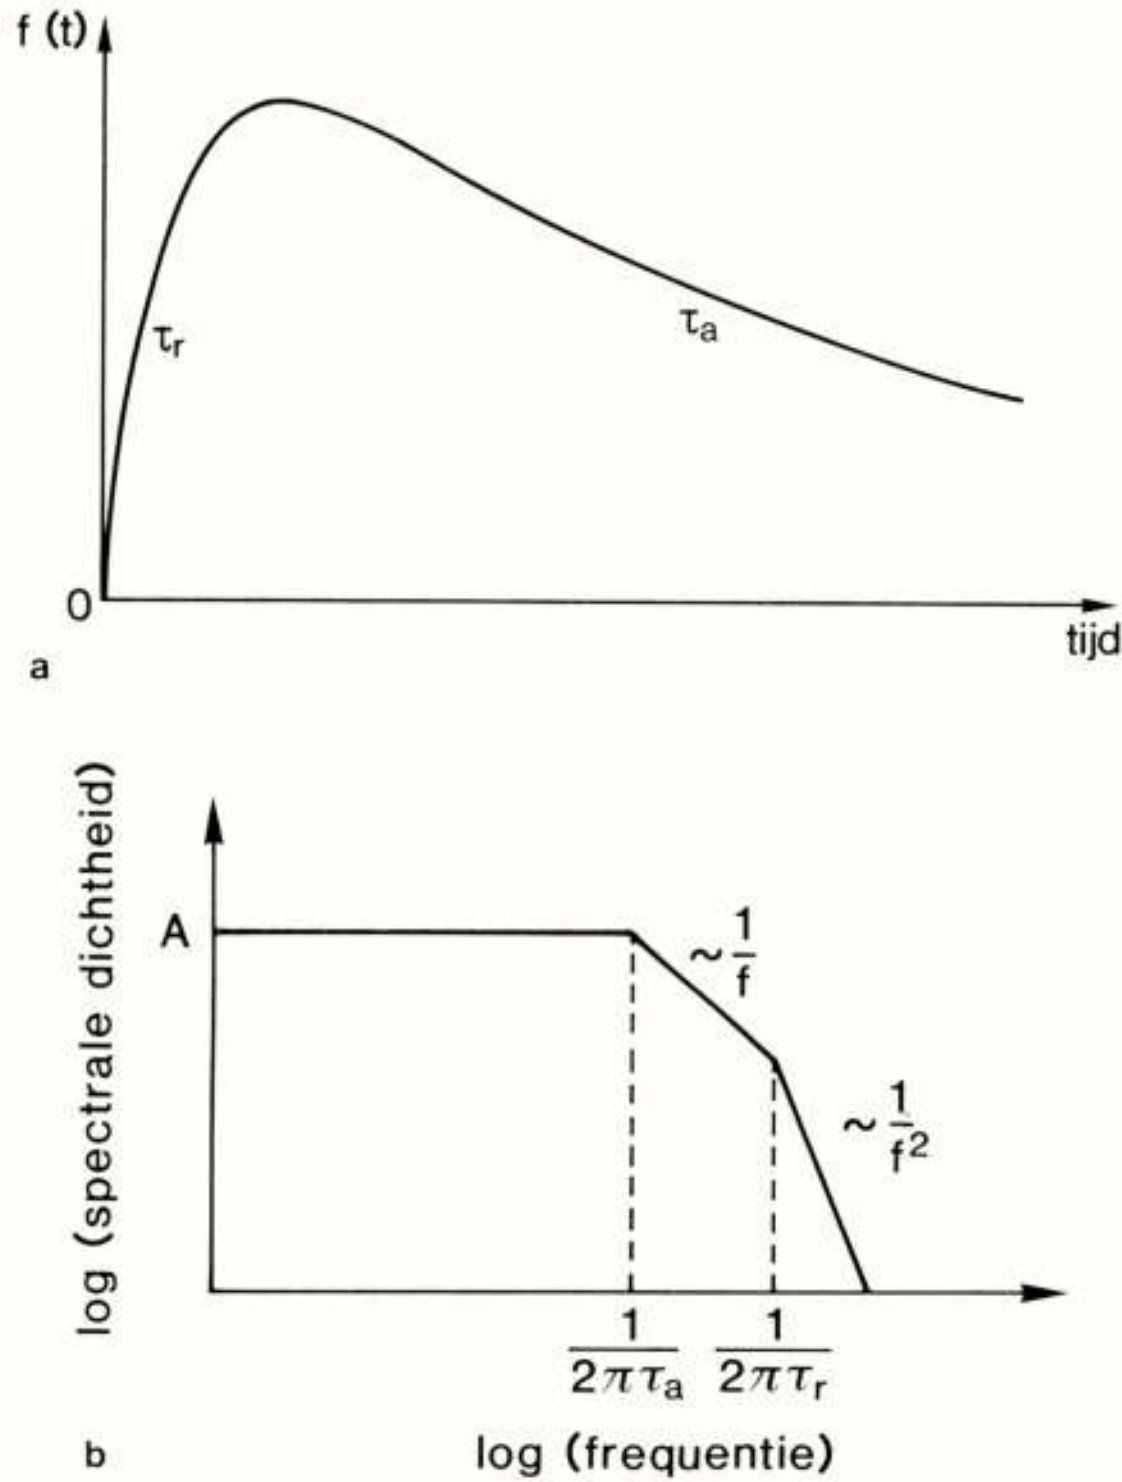 f (t)
τr
τa
0
tijd
a
log (spectrale dichtheid)
A
~ 1/f
~ 1/f²
1/2πτa
1/2πτr
b
log (frequentie)